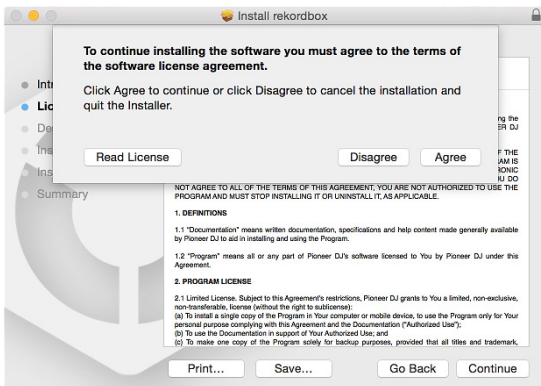 Install rekordbox
To continue installing the software you must agree to the terms of
the software license agreement.
Click Agree to continue or click Disagree to cancel the installation and
quit the Installer.
Read License
Disagree
Agree
Summary
ng the
ER DJ
F THE
AM IS
RONIC
U DO
NOT AGREE TO ALL OF THE TERMS OF THIS AGREEMENT, YOU ARE NOT AUTHORIZED TO USE THE
PROGRAM AND MUST STOP INSTALLING IT OR UNINSTALL IT, AS APPLICABLE.
1. DEFINITIONS
1.1 "Documentation" means written documentation, specifications and help content made generally available
by Pioneer DJ to aid in installing and using the Program.
1.2 "Program" means all or any part of Pioneer DJ's software licensed to You by Pioneer DJ under this
Agreement.
2. PROGRAM LICENSE
2.1 Limited License. Subject to this Agreement's restrictions, Pioneer DJ grants to You a limited, non-exclusive,
non-transferable, license (without the right to sublicense):
(a) To install a single copy of the Program in Your computer or mobile device, to use the Program only for Your
personal purpose complying with this Agreement and the Documentation ("Authorized Use");
(b) To use the Documentation in support of Your Authorized Use; and
(c) To make one copy of the Program solely for backup purposes, provided that all titles and trademark,
Print...
Save...
Go Back
Continue